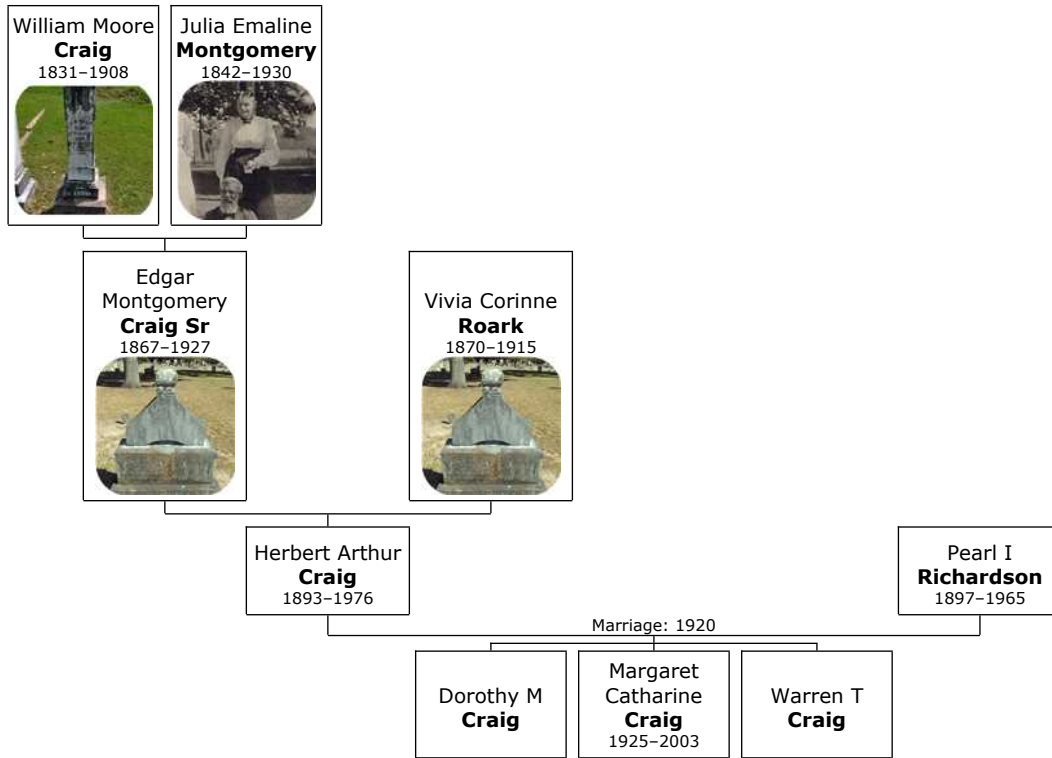 William Moore
Craig
1831–1908
Julia Emaline
Montgomery
1842–1930
Edgar
Montgomery
Craig Sr
1867–1927
Vivia Corinne
Roark
1870–1915
Herbert Arthur
Craig
1893–1976
Pearl I
Richardson
1897–1965
Marriage: 1920
Dorothy M
Craig
Margaret
Catharine
Craig
1925–2003
Warren T
Craig